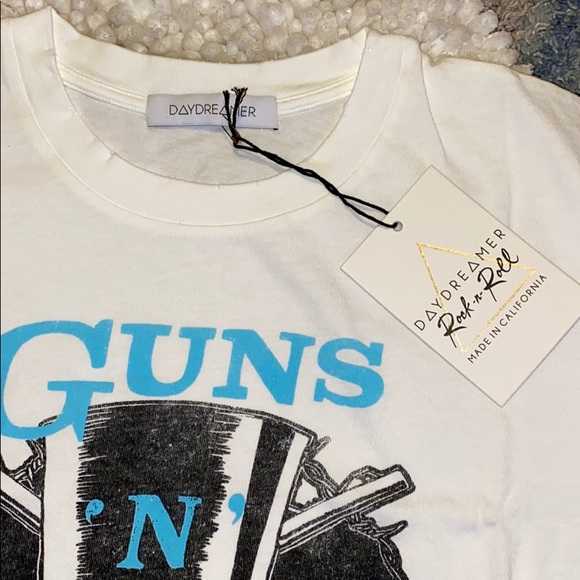 DAYDREAMER
DAYDREAMER
Rock-n-Roll
MADE IN CALIFORNIA
GUNS
'N'